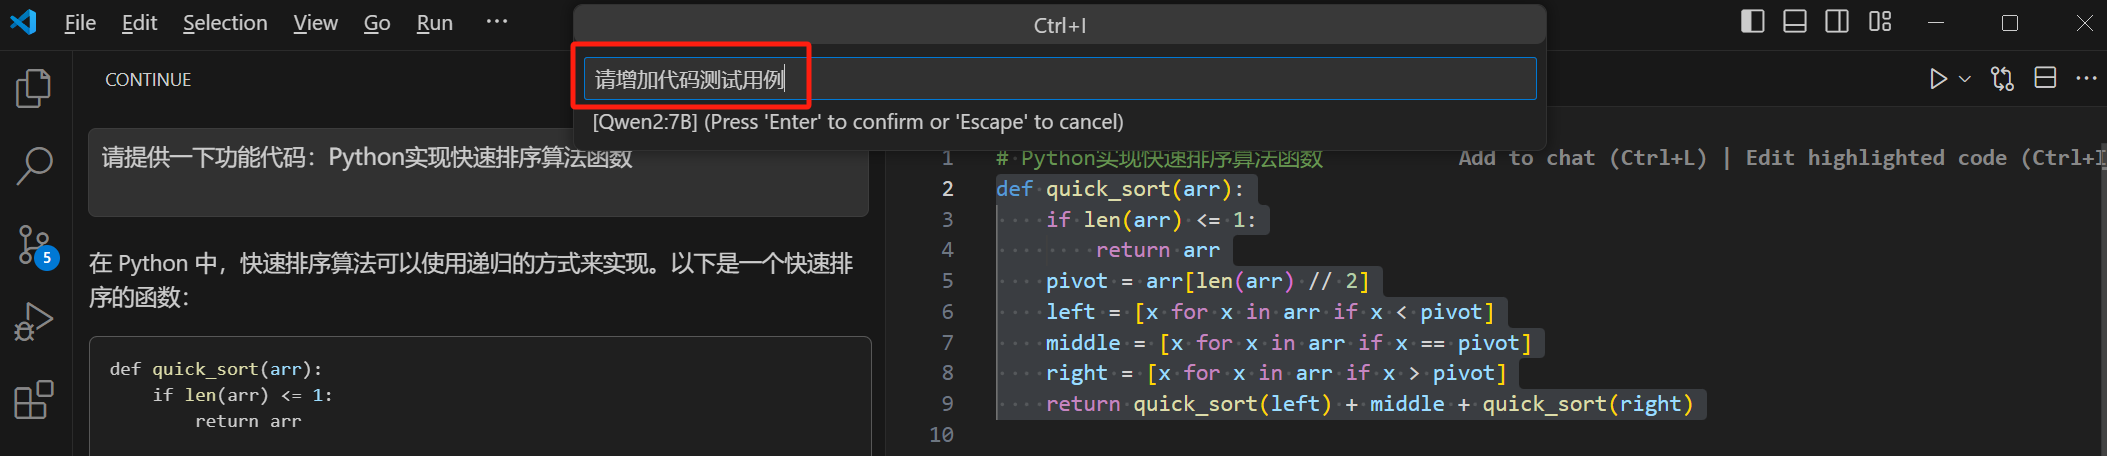 File Edit Selection View Go Run ···
Ctrl+I
请增加代码测试用例
[Qwen2:7B] (Press 'Enter' to confirm or 'Escape' to cancel)
CONTINUE
请提供一下功能代码：Python实现快速排序算法函数
在 Python 中，快速排序算法可以使用递归的方式来实现。以下是一个快速排
序的函数：
def quick_sort(arr):
    if len(arr) <= 1:
        return arr
5
1 # Python实现快速排序算法函数 Add to chat (Ctrl+L) | Edit highlighted code (Ctrl+I
2 def quick_sort(arr):
3     if len(arr) <= 1:
4         return arr
5     pivot = arr[len(arr) // 2]
6     left = [x for x in arr if x < pivot]
7     middle = [x for x in arr if x == pivot]
8     right = [x for x in arr if x > pivot]
9     return quick_sort(left) + middle + quick_sort(right)
10